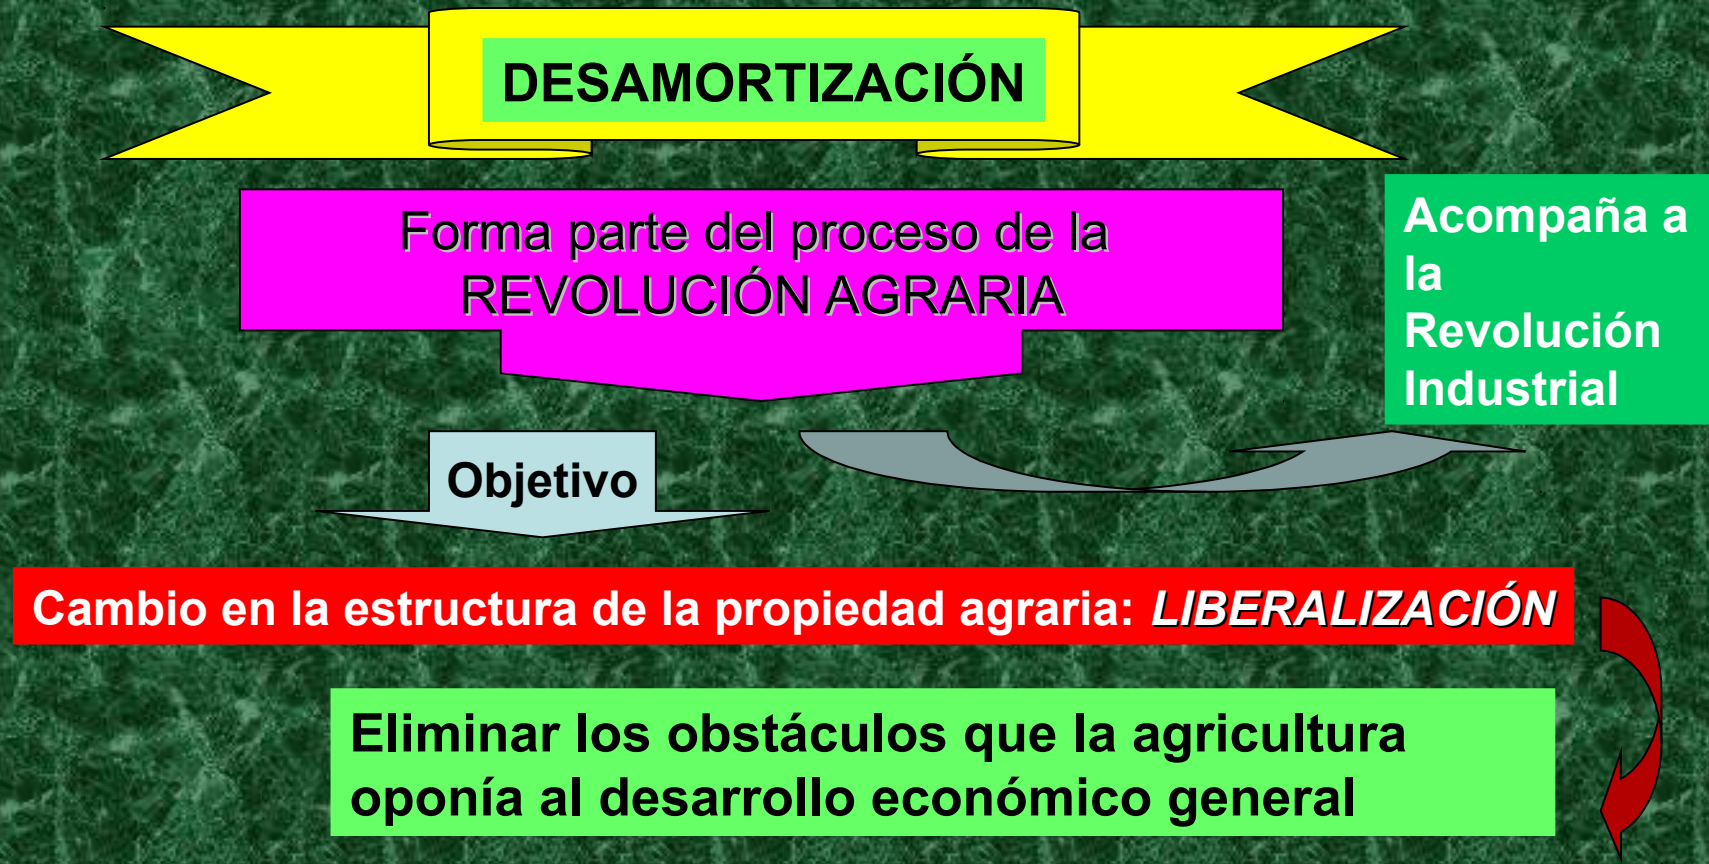 DESAMORTIZACIÓN
Forma parte del proceso de la
REVOLUCIÓN AGRARIA
Acompaña a
la
Revolución
Industrial
Objetivo
Cambio en la estructura de la propiedad agraria: LIBERALIZACIÓN
Eliminar los obstáculos que la agricultura
oponía al desarrollo económico general